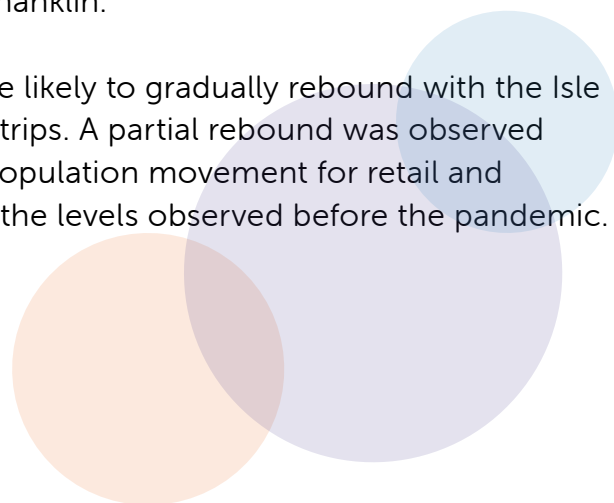 hanklin.
e likely to gradually rebound with the Isle
trips. A partial rebound was observed
opulation movement for retail and
the levels observed before the pandemic.